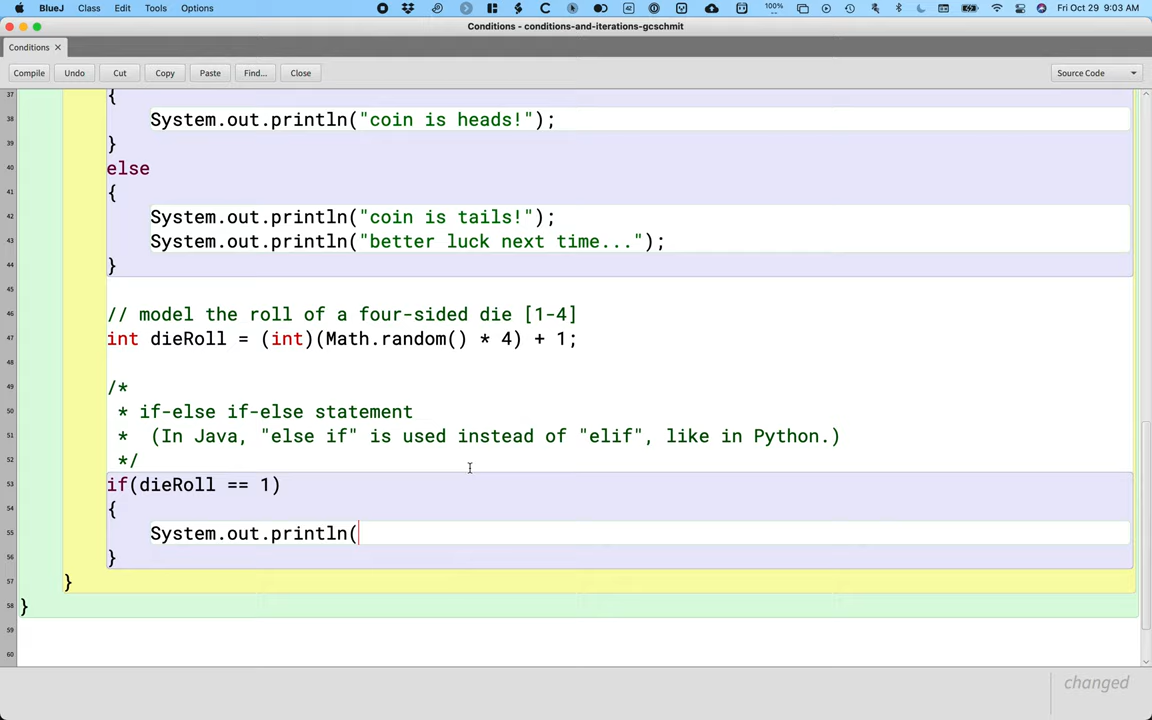 BlueJ Class Edit Tools Options 100% Fri Oct 29 9:03 AM
Conditions - conditions-and-iterations-gcschmit
Conditions ×
Compile Undo Cut Copy Paste Find... Close Source Code
37 {
38 System.out.println("coin is heads!");
39 }
40 else
41 {
42 System.out.println("coin is tails!");
43 System.out.println("better luck next time...");
44 }
45
46 // model the roll of a four-sided die [1-4]
47 int dieRoll = (int)(Math.random() * 4) + 1;
48
49 /*
50 * if-else if-else statement
51 * (In Java, "else if" is used instead of "elif", like in Python.)
52 */
53 if(dieRoll == 1)
54 {
55 System.out.println(
56 }
57 }
58 }
59
60
changed